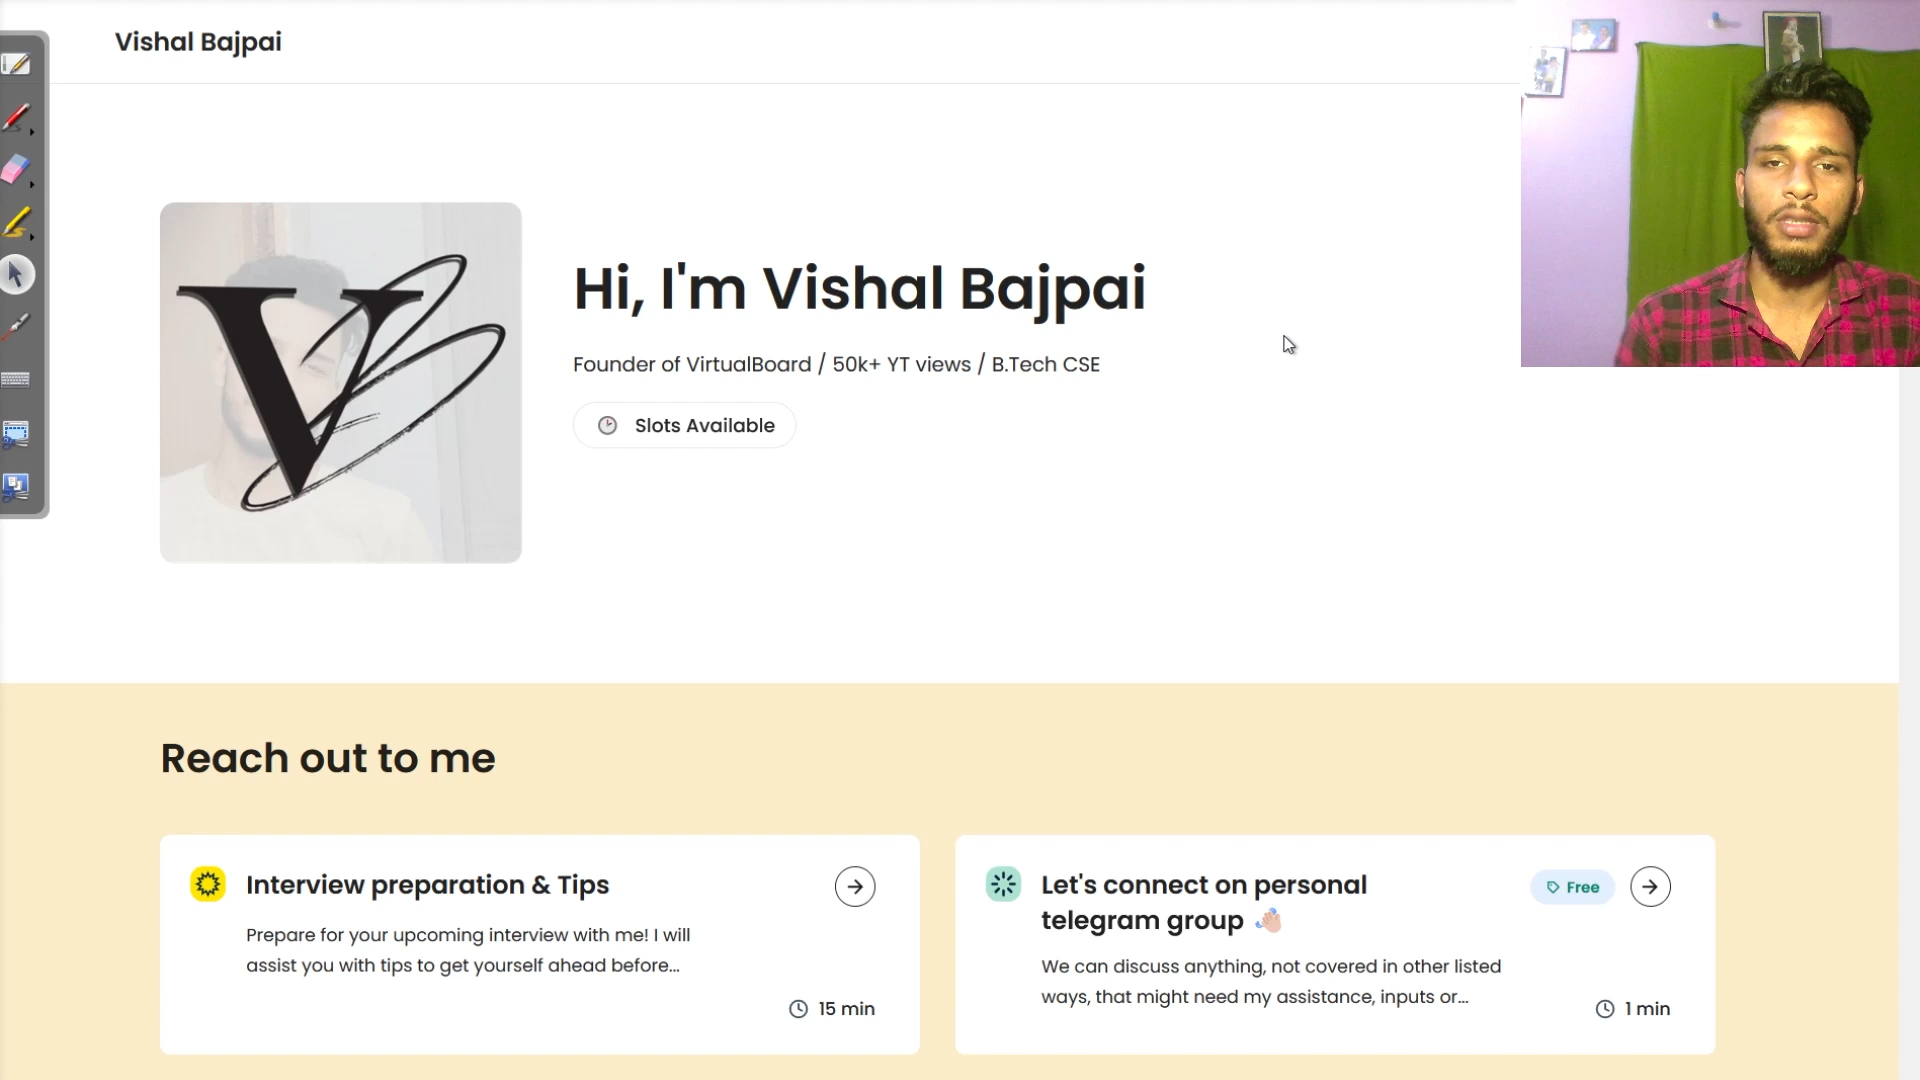 Vishal Bajpai
Hi, I'm Vishal Bajpai
Founder of VirtualBoard / 50k+ YT views / B.Tech CSE
Slots Available
Reach out to me
Interview preparation & Tips
Prepare for your upcoming interview with me! I will
assist you with tips to get yourself ahead before...
15 min
Let's connect on personal
telegram group 👋🏼
Free
We can discuss anything, not covered in other listed
ways, that might need my assistance, inputs or...
1 min